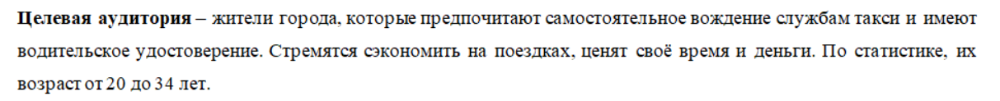 Целевая аудитория – жители города, которые предпочитают самостоятельное вождение службам такси и имеют
водительское удостоверение. Стремятся сэкономить на поездках, ценят своё время и деньги. По статистике, их
возраст от 20 до 34 лет.